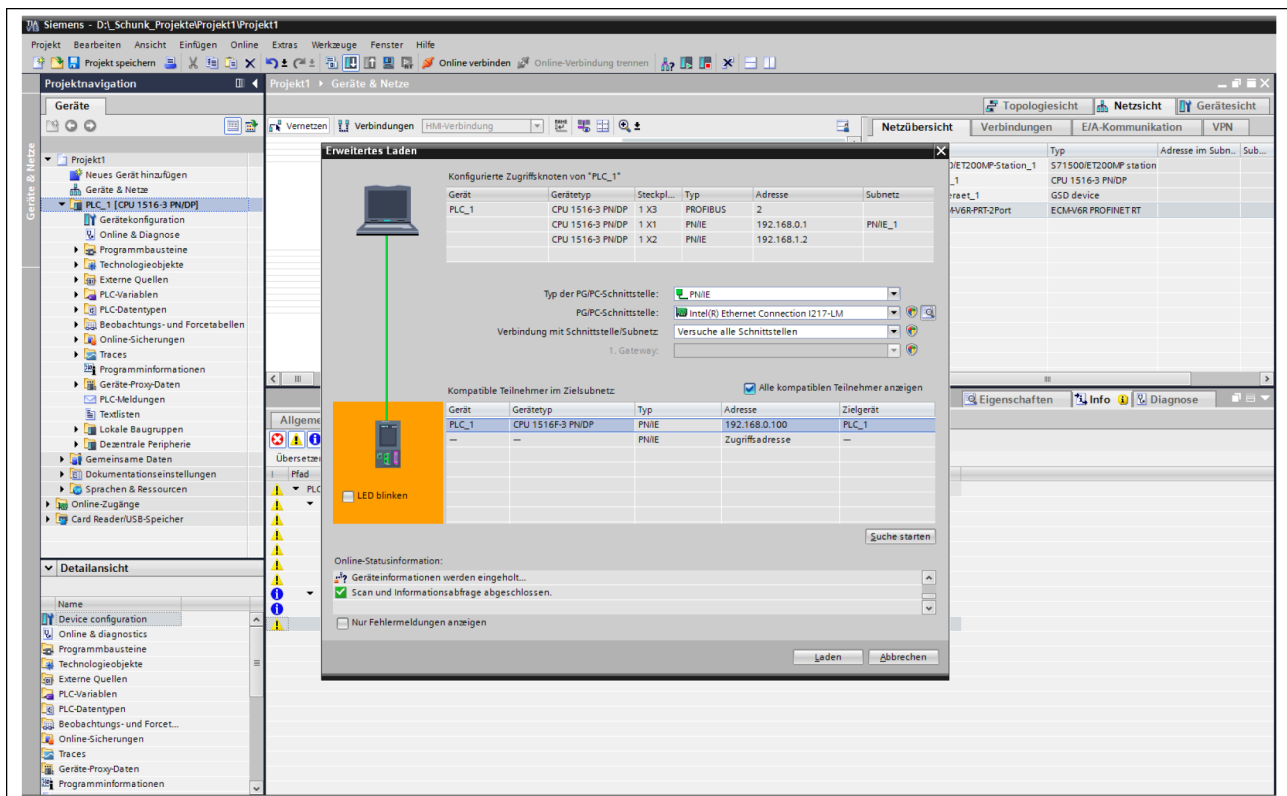 Siemens - D:\_Schunk_Projekte\Projekt1\Projekt1
Projekt Bearbeiten Ansicht Einfügen Online Extras Werkzeuge Fenster Hilfe
Projekt speichern Online verbinden Online-Verbindung trennen
Projektnavigation
Projekt1 Geräte & Netze
Geräte
Topologiesicht Netzsicht Gerätesicht
Vernetzen Verbindungen HMI-Verbindung
Netzübersicht Verbindungen E/A-Kommunikation VPN
Geräte & Netze
Projekt1
Neues Gerät hinzufügen
Geräte & Netze
PLC_1 [CPU 1516-3 PN/DP]
Gerätekonfiguration
Online & Diagnose
Programmbausteine
Technologieobjekte
Externe Quellen
PLC-Variablen
PLC-Datentypen
Beobachtungs- und Forcetabellen
Online-Sicherungen
Traces
Programminformationen
Geräte-Proxy-Daten
PLC-Meldungen
Textlisten
Lokale Baugruppen
Dezentrale Peripherie
Gemeinsame Daten
Dokumentationseinstellungen
Sprachen & Ressourcen
Online-Zugänge
Card Reader/USB-Speicher
Detailansicht
Name
Device configuration
Online & diagnostics
Programmbausteine
Technologieobjekte
Externe Quellen
PLC-Variablen
PLC-Datentypen
Beobachtungs- und Forcet...
Online-Sicherungen
Traces
Geräte-Proxy-Daten
Programminformationen
Erweitertes Laden
Konfigurierte Zugriffsknoten von "PLC_1"
Gerät Gerätetyp Steckpl... Typ Adresse Subnetz
PLC_1 CPU 1516-3 PN/DP 1 X3 PROFIBUS 2
CPU 1516-3 PN/DP 1 X1 PN/IE 192.168.0.1 PN/IE_1
CPU 1516-3 PN/DP 1 X2 PN/IE 192.168.1.2
Typ der PG/PC-Schnittstelle: PN/IE
PG/PC-Schnittstelle: Intel(R) Ethernet Connection I217-LM
Verbindung mit Schnittstelle/Subnetz: Versuche alle Schnittstellen
1. Gateway:
Kompatible Teilnehmer im Zielsubnetz: Alle kompatiblen Teilnehmer anzeigen
Gerät Gerätetyp Typ Adresse Zielgerät
PLC_1 CPU 1516F-3 PN/DP PN/IE 192.168.0.100 PLC_1
— — PN/IE Zugriffsadresse —
LED blinken
Suche starten
Online-Statusinformation:
Geräteinformationen werden eingeholt...
Scan und Informationsabfrage abgeschlossen.
Nur Fehlermeldungen anzeigen
Laden Abbrechen
Typ Adresse im Subn.. Sub...
0/ET200MP-Station_1 S71500/ET200MP station
_1 CPU 1516-3 PN/DP
eraet_1 GSD device
-V6R-PRT-2Port ECM-V6R PROFINET RT
Eigenschaften Info Diagnose
Allgeme
Übersetze
! Pfad
PLC